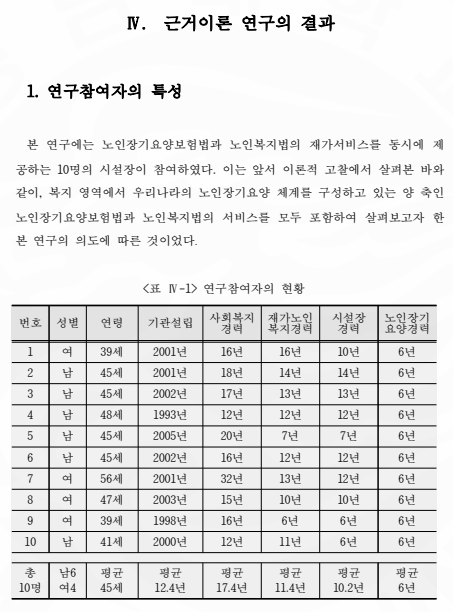 Ⅳ. 근거이론 연구의 결과
1. 연구참여자의 특성
본 연구에는 노인장기요양보험법과 노인복지법의 재가서비스를 동시에 제
공하는 10명의 시설장이 참여하였다. 이는 앞서 이론적 고찰에서 살펴본 바와
같이, 복지 영역에서 우리나라의 노인장기요양 체계를 구성하고 있는 양 축인
노인장기요양보험법과 노인복지법의 서비스를 모두 포함하여 살펴보고자 한
본 연구의 의도에 따른 것이었다.
<표 Ⅳ-1> 연구참여자의 현황
번호 성별 연령 기관설립 사회복지 경력 재가노인 복지경력 시설장 경력 노인장기 요양경력
1 여 39세 2001년 16년 16년 10년 6년
2 남 45세 2001년 18년 14년 14년 6년
3 남 45세 2002년 17년 13년 13년 6년
4 남 48세 1993년 12년 12년 12년 6년
5 남 45세 2005년 20년 7년 7년 6년
6 남 45세 2002년 16년 12년 12년 6년
7 여 56세 2001년 32년 13년 12년 6년
8 여 47세 2003년 15년 10년 10년 6년
9 여 39세 1998년 16년 6년 6년 6년
10 남 41세 2000년 12년 11년 6년 6년
총 남6 평균 평균 평균 평균 평균 평균
10명 여4 45세 12.4년 17.4년 11.4년 10.2년 6년